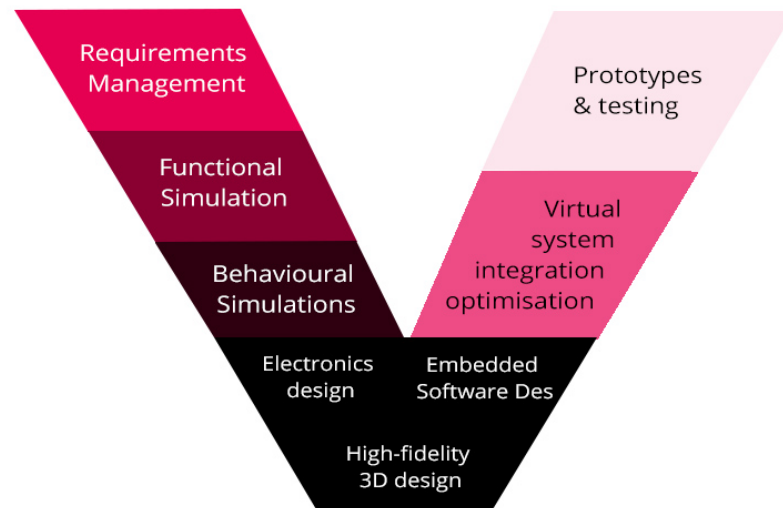 Requirements
Management
Functional
Simulation
Behavioural
Simulations
Electronics
design
Embedded
Software Des
High-fidelity
3D design
Virtual
system
integration
optimisation
Prototypes
& testing